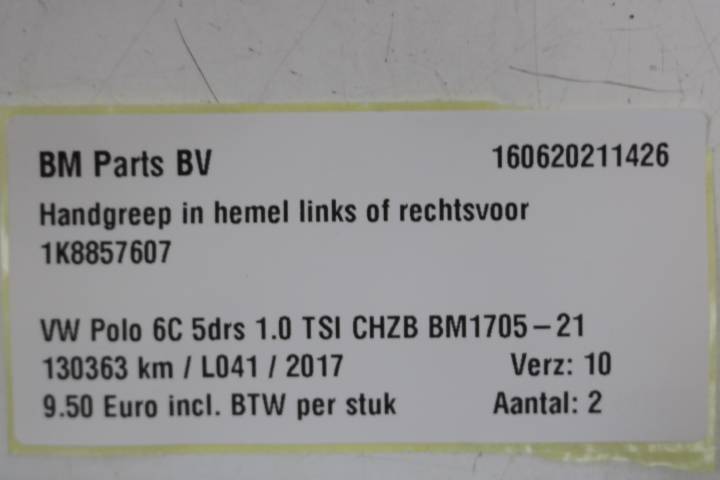 BM Parts BV 160620211426
Handgreep in hemel links of rechtsvoor
1K8857607
VW Polo 6C 5drs 1.0 TSI CHZB BM1705-21
130363 km / L041 / 2017 Verz: 10
9.50 Euro incl. BTW per stuk Aantal: 2